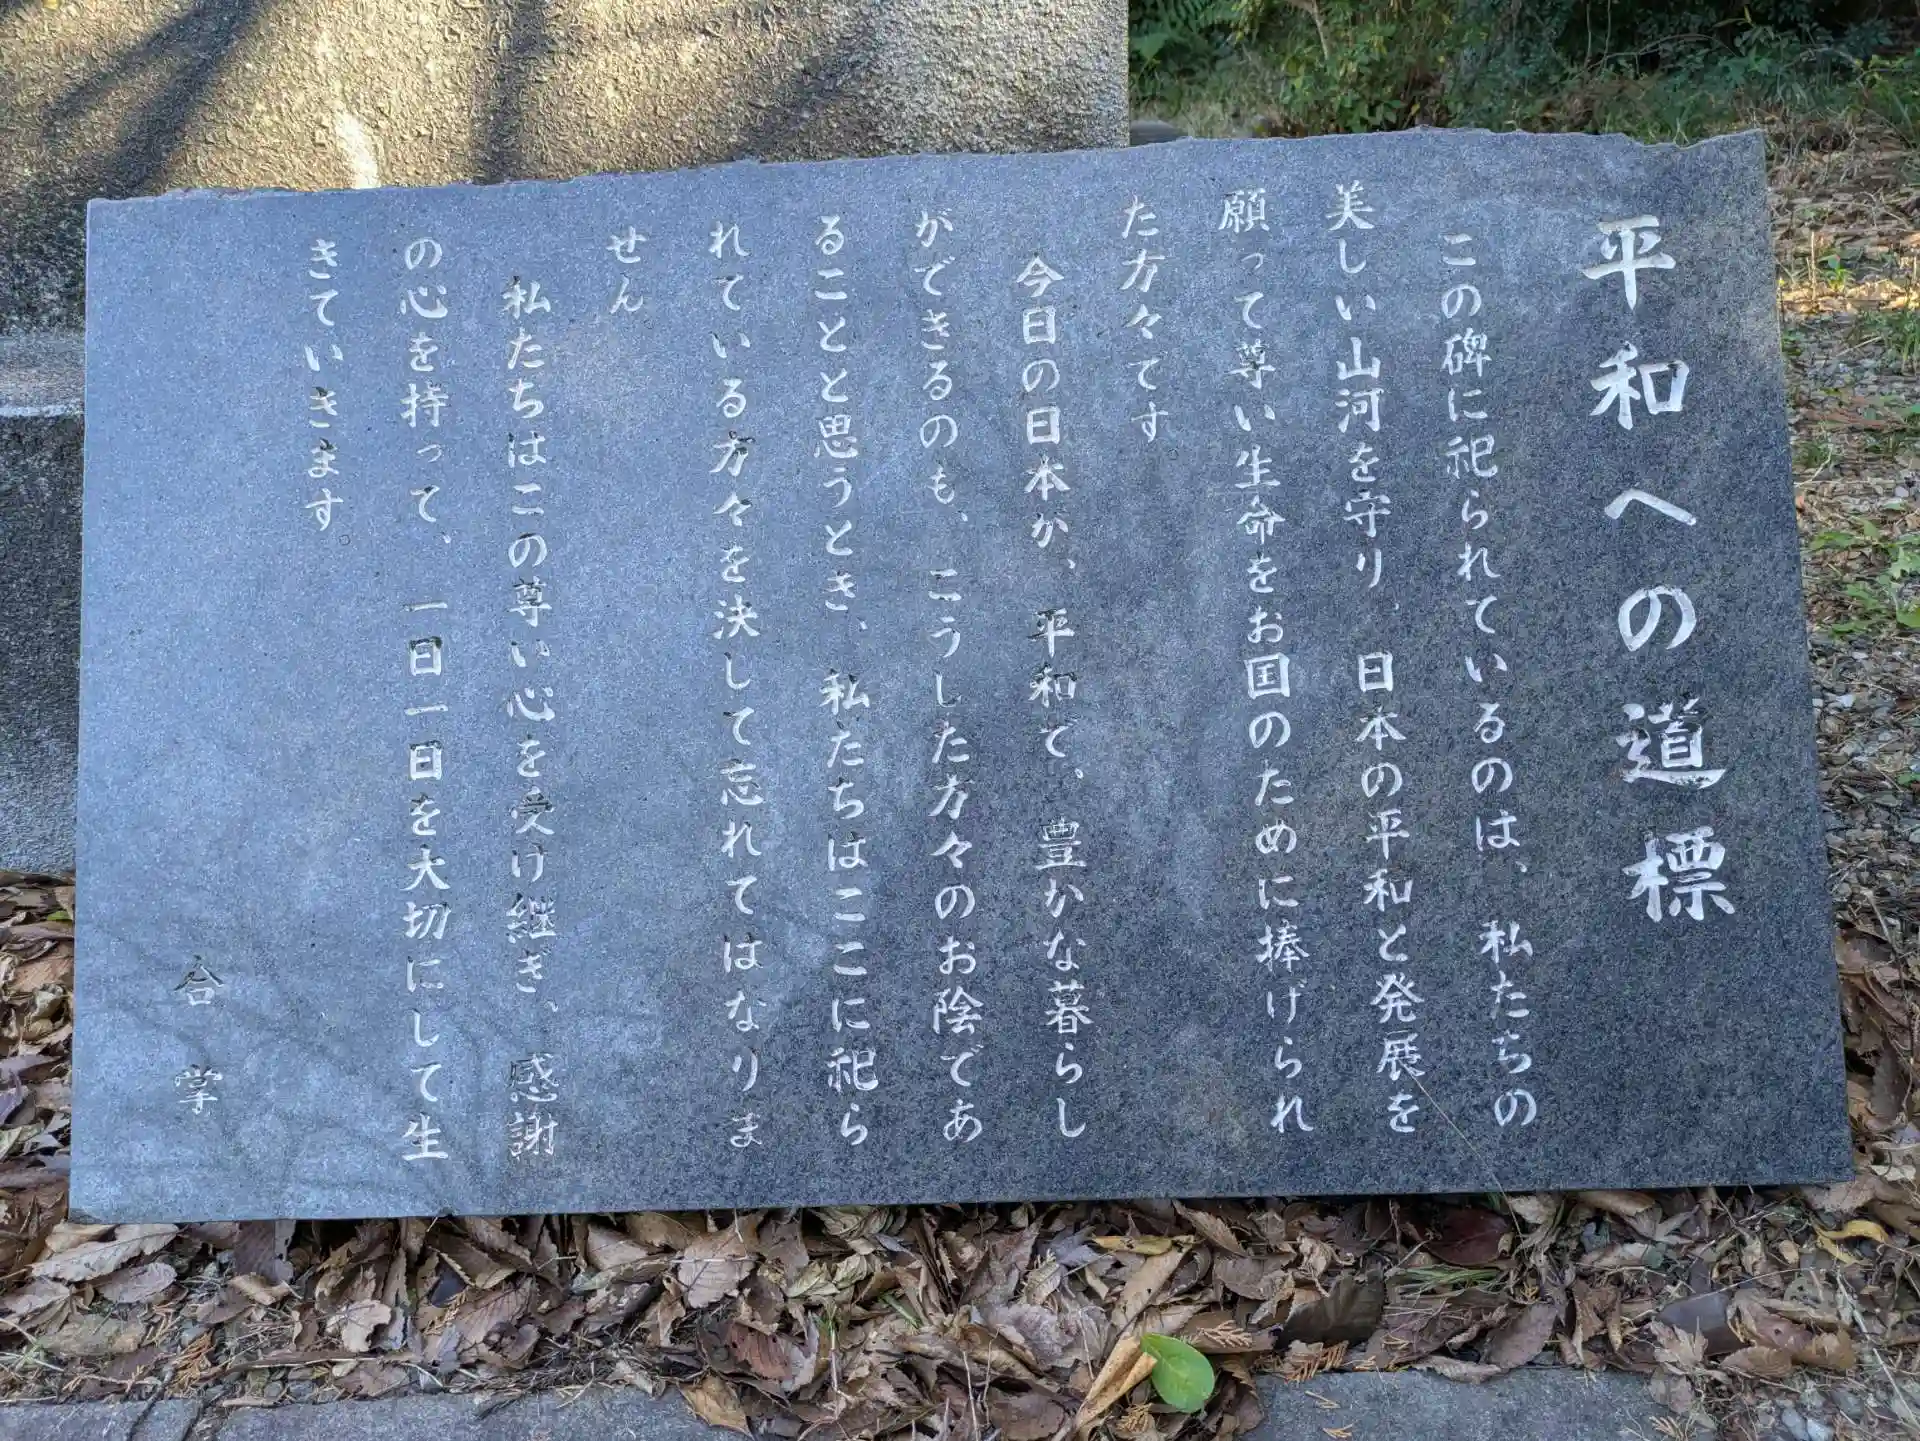 平和への道標
この碑に祀られているのは、私たちの
美しい山河を守り、日本の平和と発展を
願って尊い生命をお国のために捧げられ
た方々です
今日の日本が、平和で、豊かな暮らし
ができるのも、こうした方々のお陰であ
ることと思うとき、私たちはここに祀ら
れている方々を決して忘れてはなりま
せん。
私たちはこの尊い心を受け継ぎ、感謝
の心を持って、一日一日を大切にして生
きていきます。
合掌